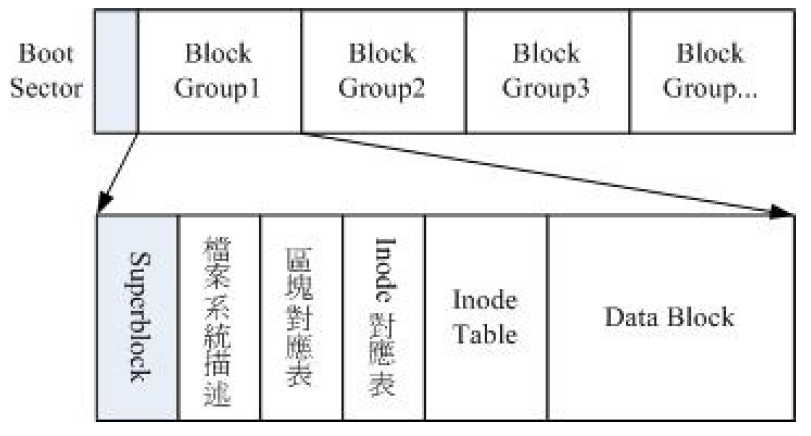 Boot
Sector
Block
Group1
Block
Group2
Block
Group3
Block
Group...
Superblock
檔案系統描述
區塊對應表
Inode 對應表
Inode
Table
Data Block